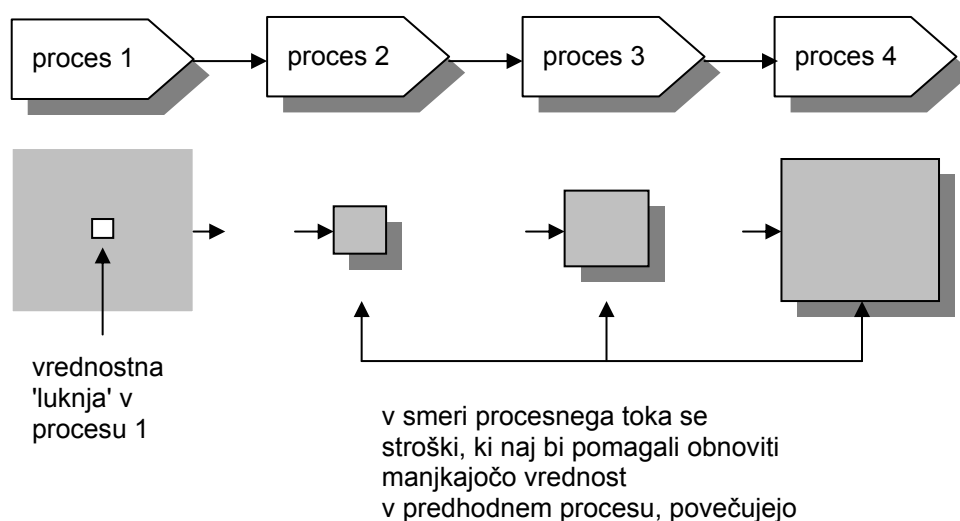 proces 1
proces 2
proces 3
proces 4
vrednostna
'luknja' v
procesu 1
v smeri procesnega toka se
stroški, ki naj bi pomagali obnoviti
manjkajočo vrednost
v predhodnem procesu, povečujejo